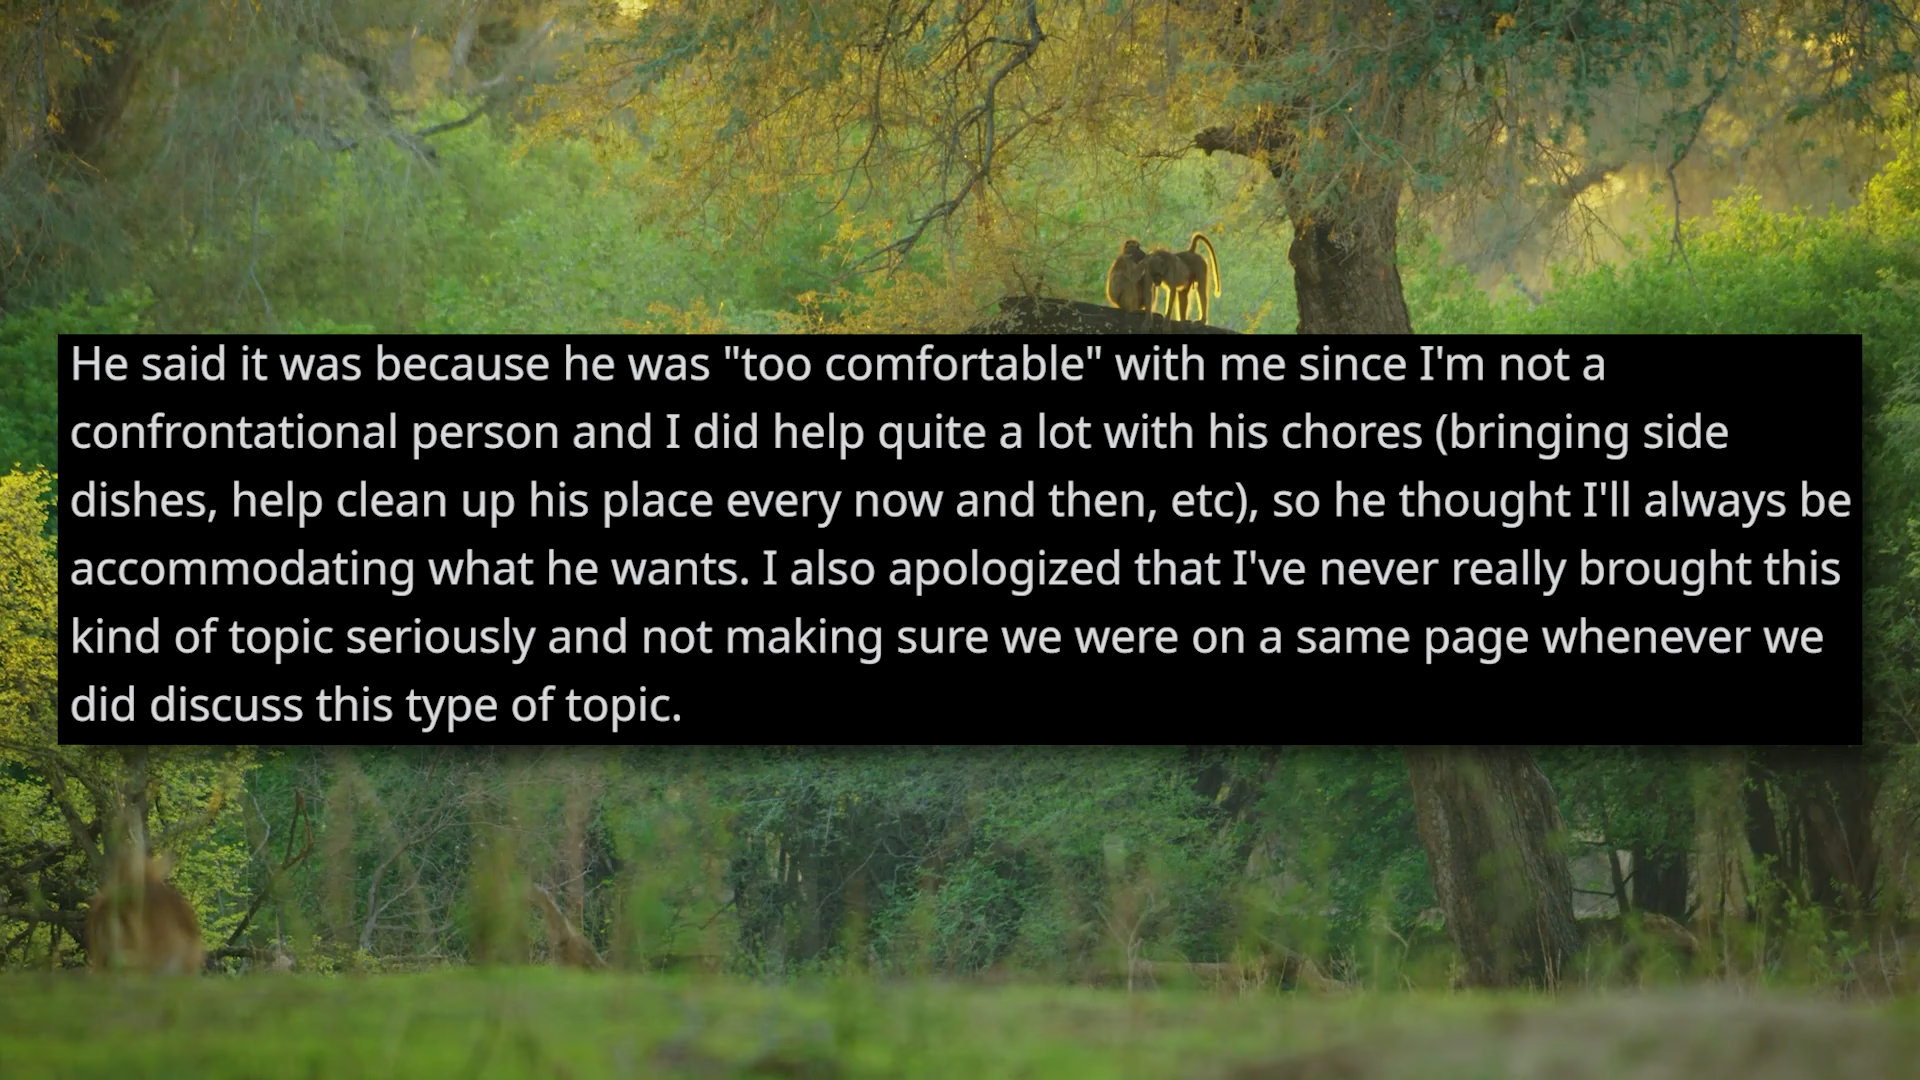 He said it was because he was "too comfortable" with me since I'm not a
confrontational person and I did help quite a lot with his chores (bringing side
dishes, help clean up his place every now and then, etc), so he thought I'll always be
accommodating what he wants. I also apologized that I've never really brought this
kind of topic seriously and not making sure we were on a same page whenever we
did discuss this type of topic.